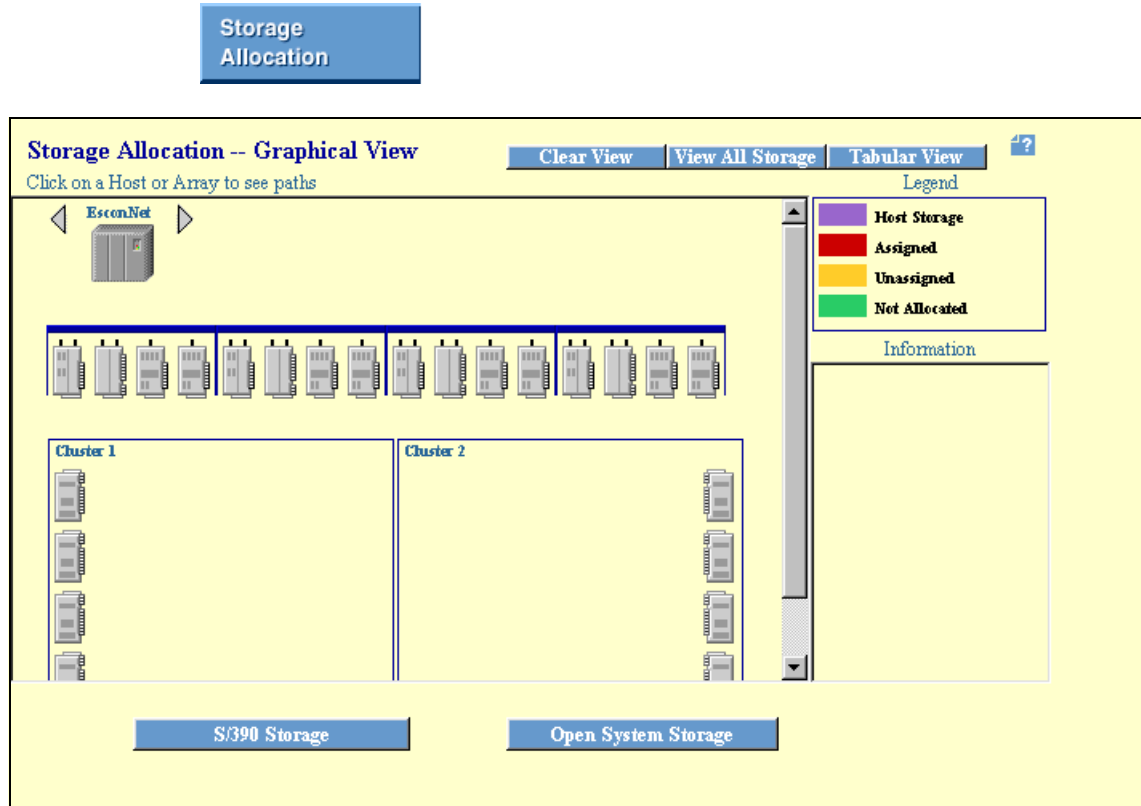 Storage
Allocation
Storage Allocation -- Graphical View
Clear View
View All Storage
Tabular View
?
Click on a Host or Array to see paths
Legend
EsconNet
Host Storage
Assigned
Unassigned
Not Allocated
Information
Cluster 1
Cluster 2
S/390 Storage
Open System Storage